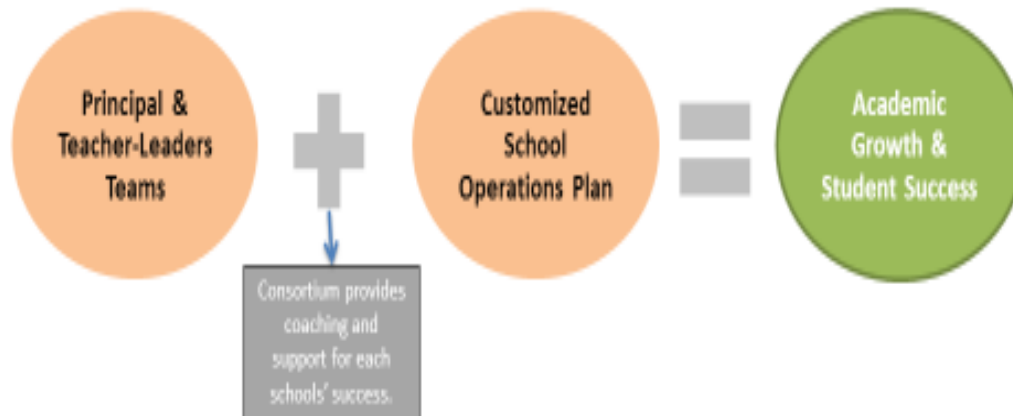 Principal &
Teacher-Leaders
Teams
Customized
School
Operations Plan
Academic
Growth &
Student Success
Consortium provides
coaching and
support for each
schools’ success.